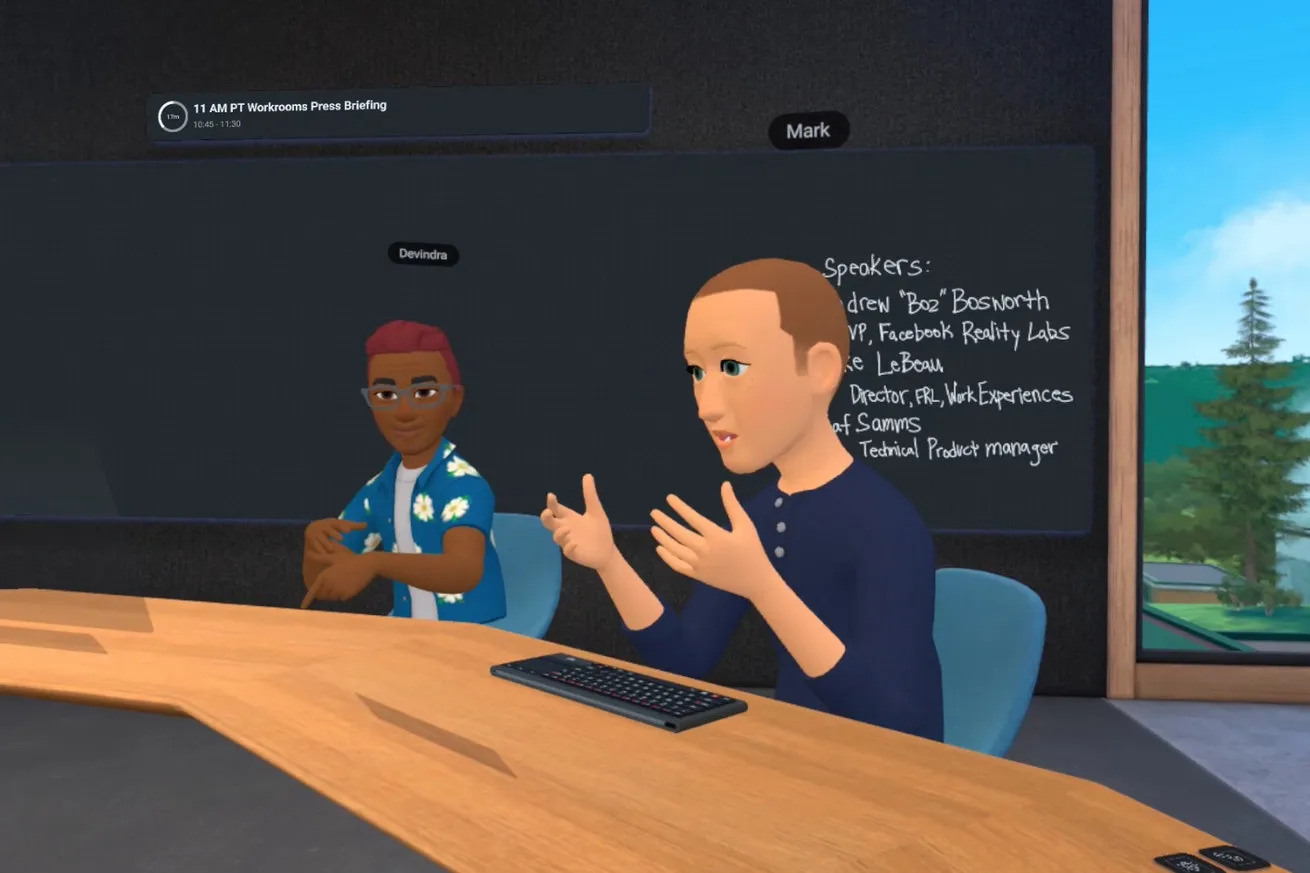 17m
11 AM PT Workrooms Press Briefing
10:45 - 11:30
Mark
Devindra
Speakers:
drew "Boz" Bosworth
VP, Facebook Reality Labs
ke LeBeau
Director, FRL, Work Experiences
af Samms
Technical Product manager